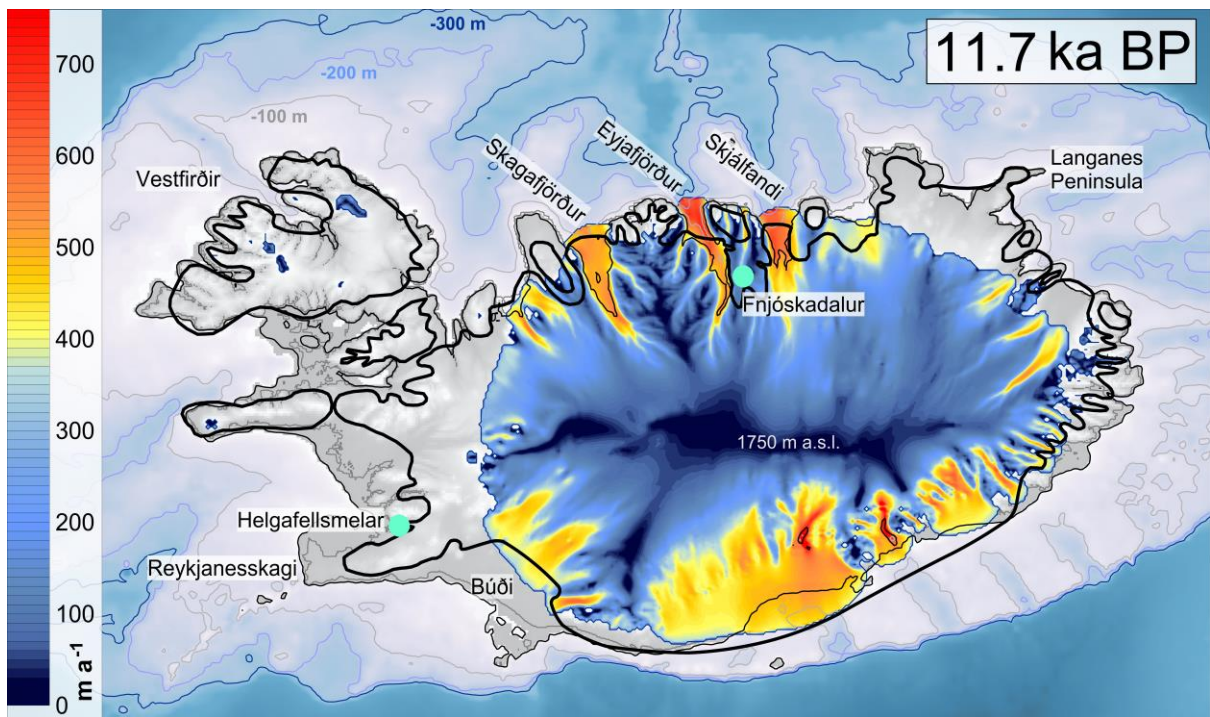 11.7 ka BP
-300 m
-200 m
-100 m
700
600
500
400
300
200
100
0
m a-1
Vestfirðir
Skagafjörður
Eyjafjörður
Skjálfandi
Langanes
Peninsula
Fnjóskadalur
1750 m a.s.l.
Helgafellsmelar
Reykjanesskagi
Búði